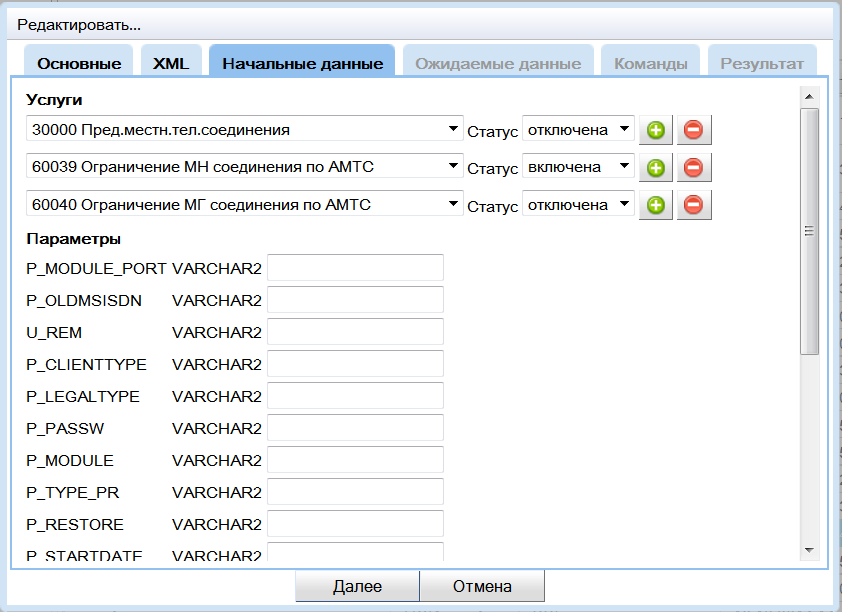 Редактировать...
Основные XML Начальные данные Ожидаемые данные Команды Результат
Услуги
30000 Пред.местн.тел.соединения Статус отключена
60039 Ограничение МН соединения по АМТС Статус включена
60040 Ограничение МГ соединения по АМТС Статус отключена
Параметры
P_MODULE_PORT VARCHAR2
P_OLDMSISDN VARCHAR2
U_REM VARCHAR2
P_CLIENTTYPE VARCHAR2
P_LEGALTYPE VARCHAR2
P_PASSW VARCHAR2
P_MODULE VARCHAR2
P_TYPE_PR VARCHAR2
P_RESTORE VARCHAR2
P_STARTDATE VARCHAR2
Далее Отмена